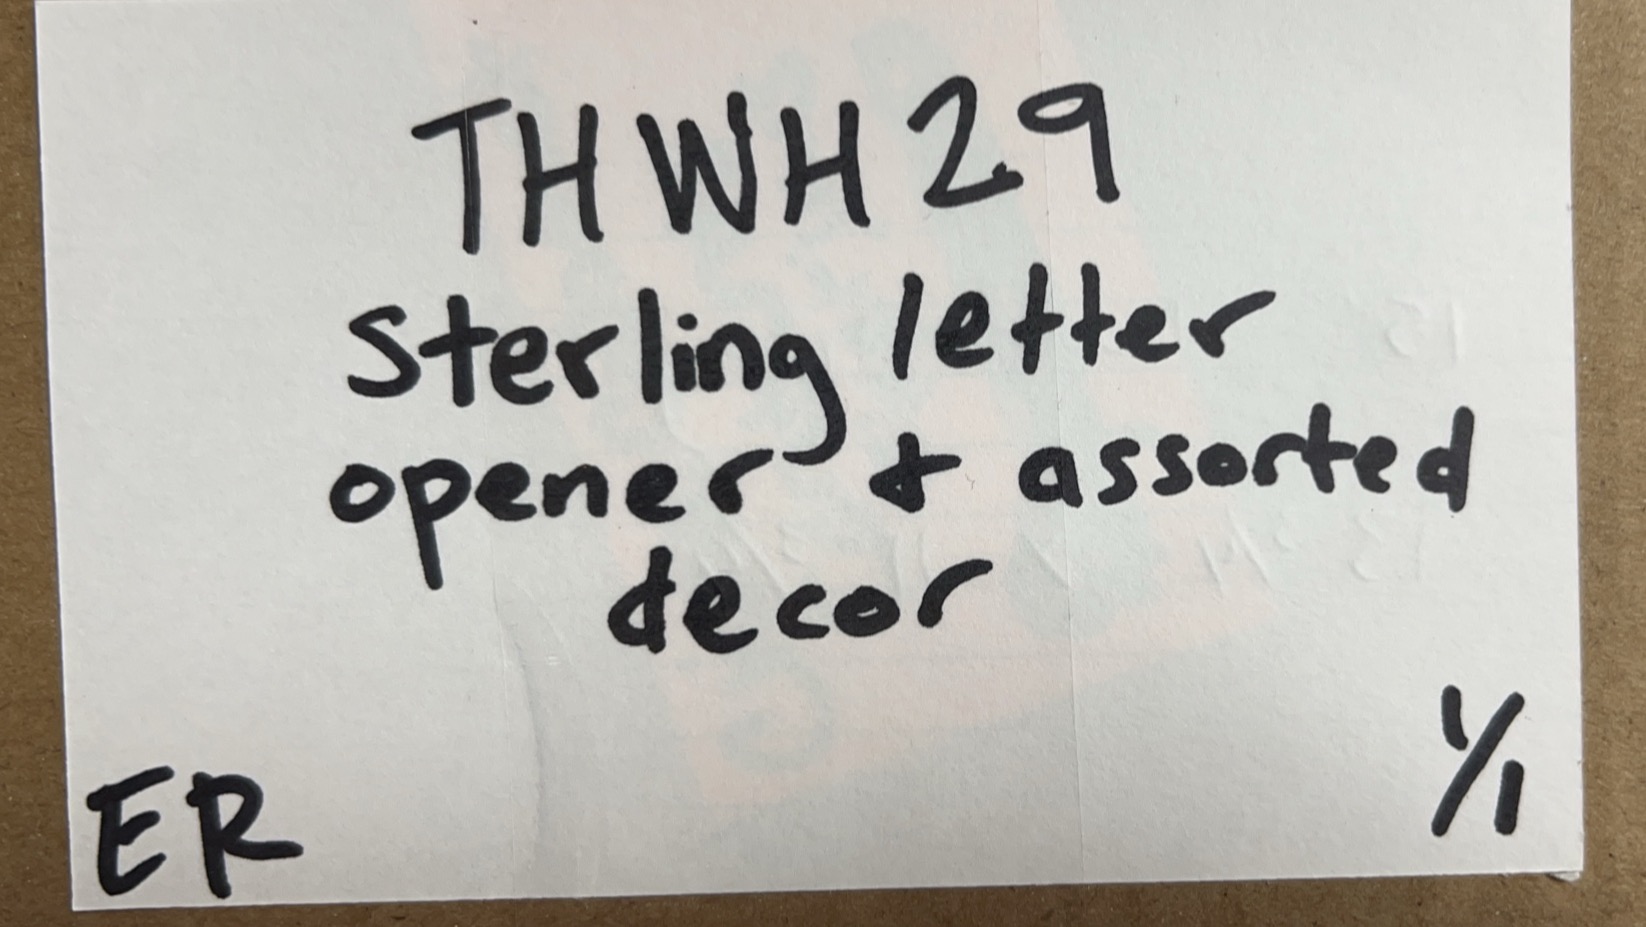 THWH29
Sterling letter
opener + assorted
decor
ER
1/1